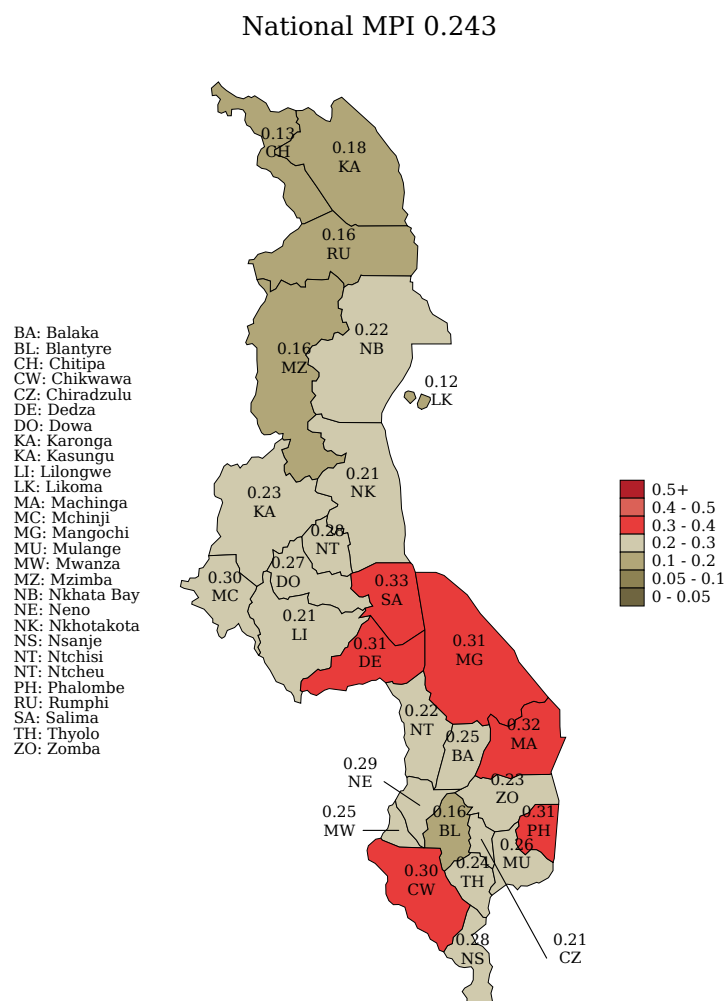 National MPI 0.243
0.13
CH
0.18
KA
0.16
RU
0.16
MZ
0.22
NB
0.12
LK
BA: Balaka
BL: Blantyre
CH: Chitipa
CW: Chikwawa
CZ: Chiradzulu
DE: Dedza
DO: Dowa
KA: Karonga
KA: Kasungu
LI: Lilongwe
LK: Likoma
MA: Machinga
MC: Mchinji
MG: Mangochi
MU: Mulange
MW: Mwanza
MZ: Mzimba
NB: Nkhata Bay
NE: Neno
NK: Nkhotakota
NS: Nsanje
NT: Ntchisi
NT: Ntcheu
PH: Phalombe
RU: Rumphi
SA: Salima
TH: Thyolo
ZO: Zomba
0.23
KA
0.21
NK
0.28
NT
0.27
DO
0.30
MC
0.33
SA
0.21
LI
0.31
DE
0.31
MG
0.22
NT
0.25
BA
0.32
MA
0.29
NE
0.23
ZO
0.25
MW
0.16
BL
0.31
PH
0.26
MU
0.24
TH
0.30
CW
0.28
NS
0.21
CZ
0.5+
0.4 - 0.5
0.3 - 0.4
0.2 - 0.3
0.1 - 0.2
0.05 - 0.1
0 - 0.05